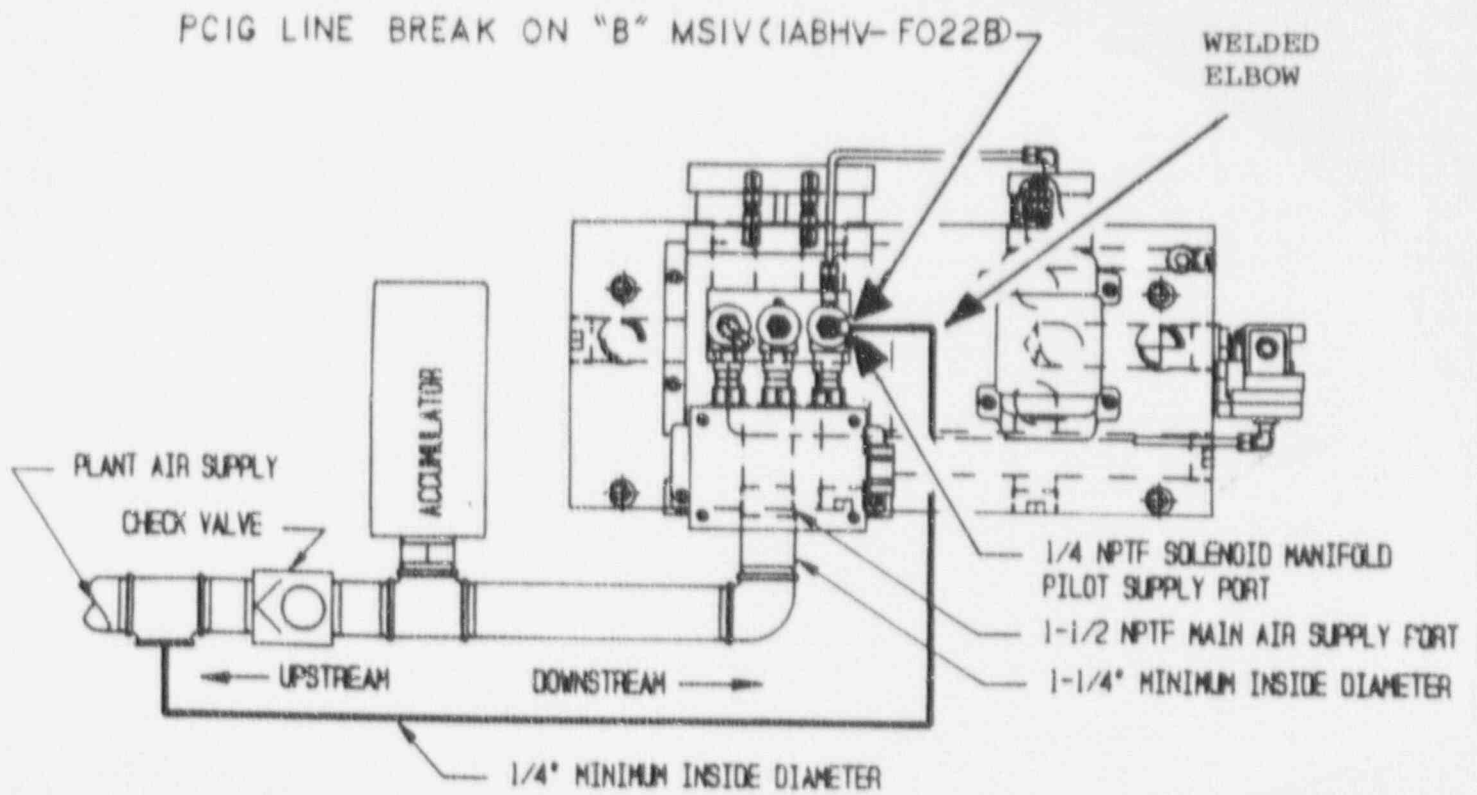 PCIG LINE BREAK ON "B" MSIV(1ABHV-F022B)
WELDED
ELBOW
ACCUMULATOR
PLANT AIR SUPPLY
CHECK VALVE
1/4 NPTF SOLENOID MANIFOLD
PILOT SUPPLY PORT
1-1/2 NPTF MAIN AIR SUPPLY PORT
UPSTREAM
DOWNSTREAM
1-1/4" MINIMUM INSIDE DIAMETER
1/4" MINIMUM INSIDE DIAMETER